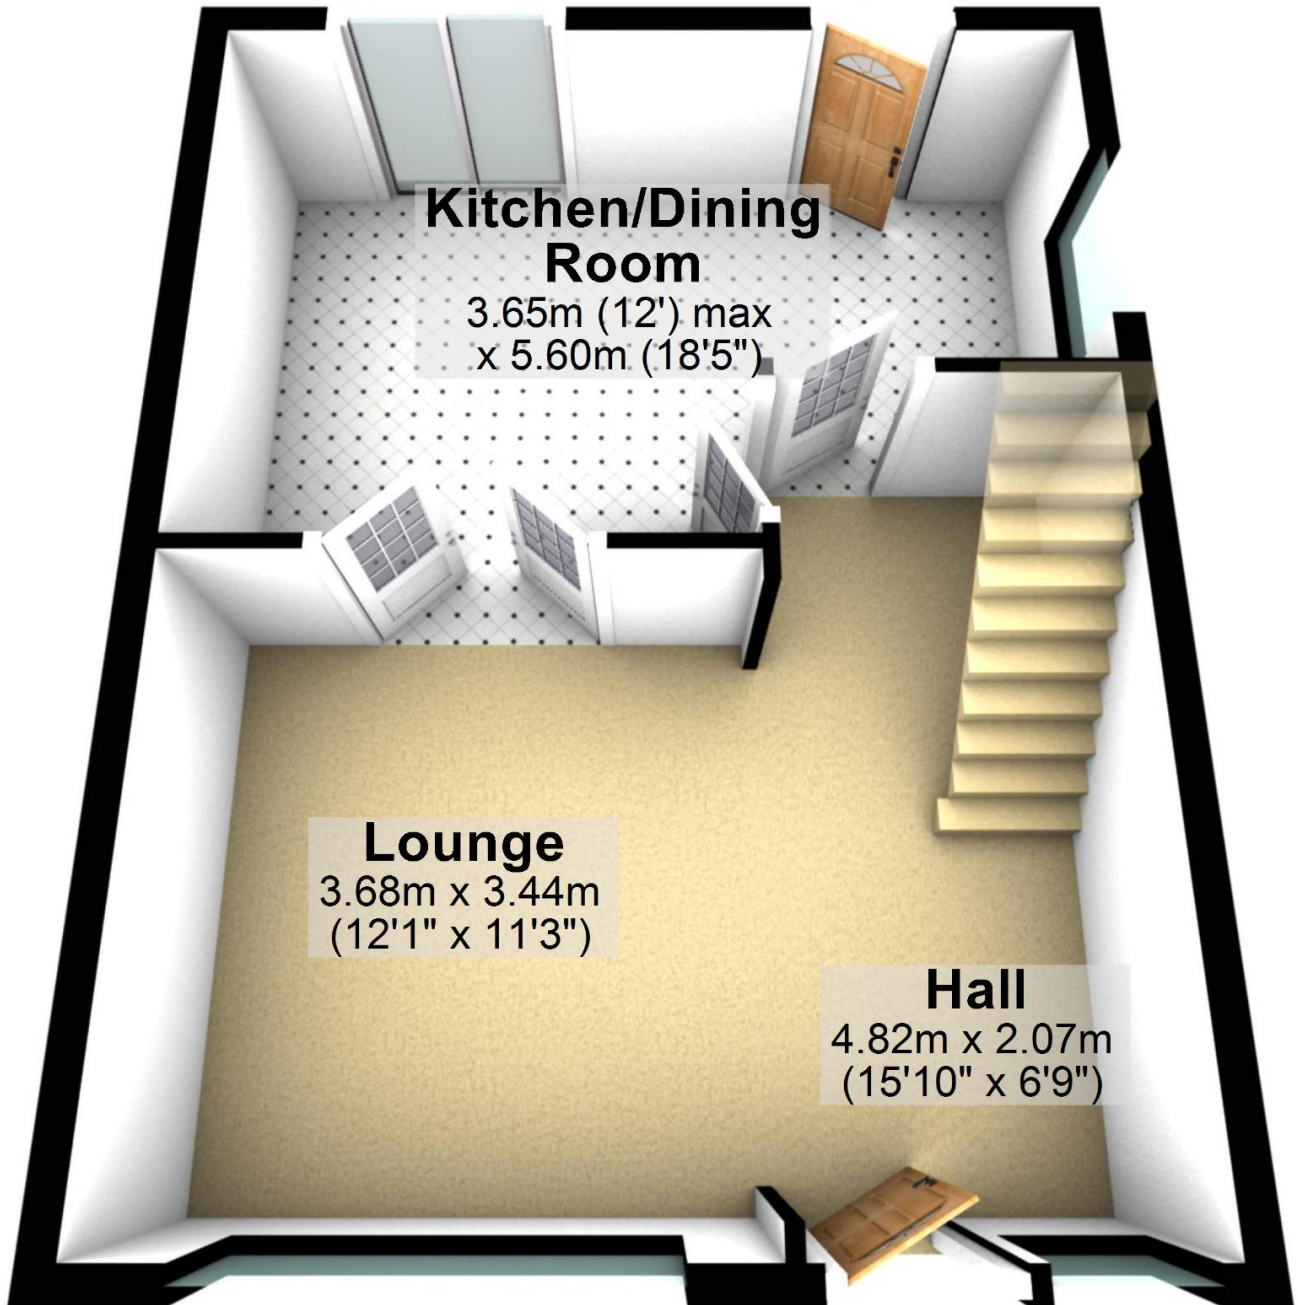 Kitchen/Dining
Room
3.65m (12') max
x 5.60m (18'5")
Lounge
3.68m x 3.44m
(12'1" x 11'3")
Hall
4.82m x 2.07m
(15'10" x 6'9")